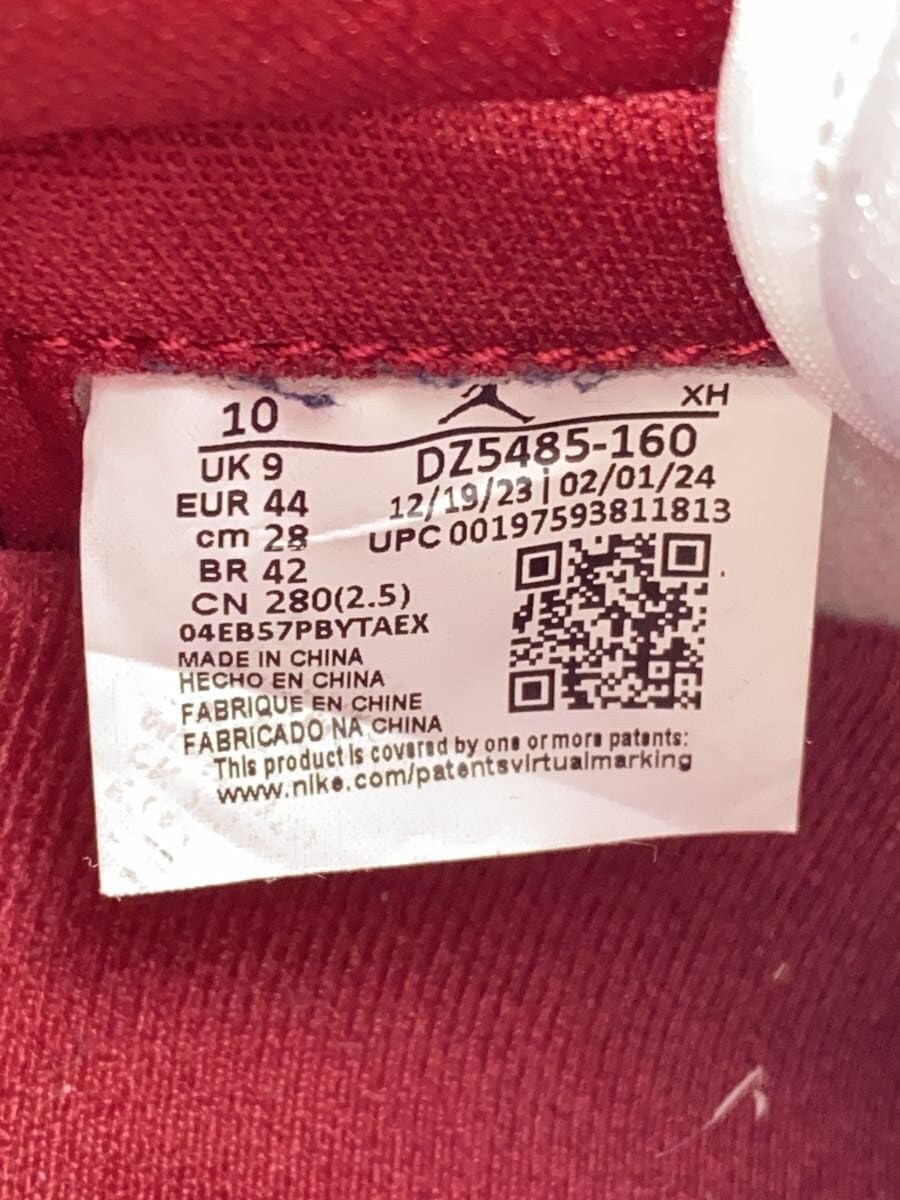 10
XH
UK 9
DZ5485-160
EUR 44
12/19/23 | 02/01/24
cm 28
UPC 00197593811813
BR 42
CN 280(2.5)
04EB57PBYTAEX
MADE IN CHINA
HECHO EN CHINA
FABRIQUE EN CHINE
FABRICADO NA CHINA
This product is covered by one or more patents:
www.nike.com/patentsvirtualmarking